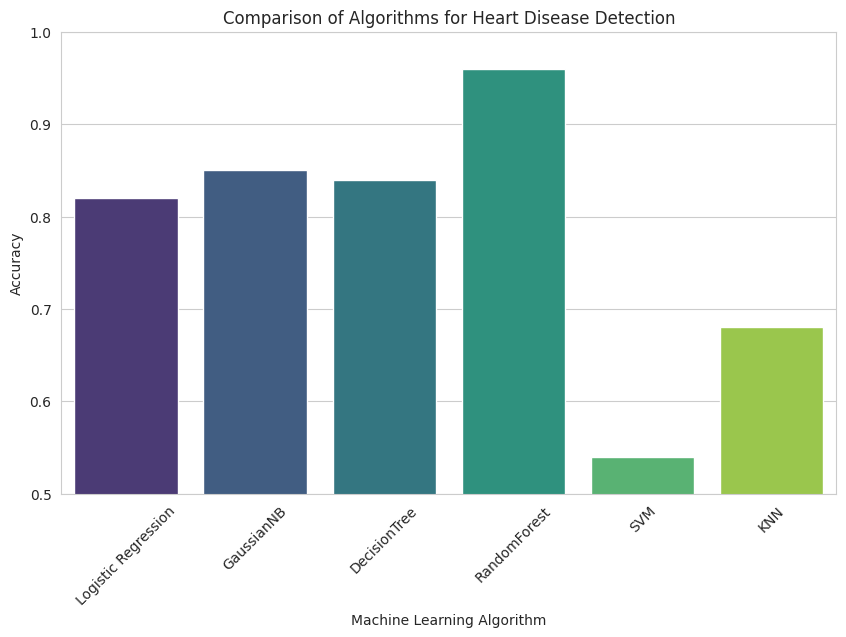 Comparison of Algorithms for Heart Disease Detection
1.0
0.9
0.8
0.7
0.6
0.5
Accuracy
Logistic Regression
GaussianNB
DecisionTree
RandomForest
SVM
KNN
Machine Learning Algorithm